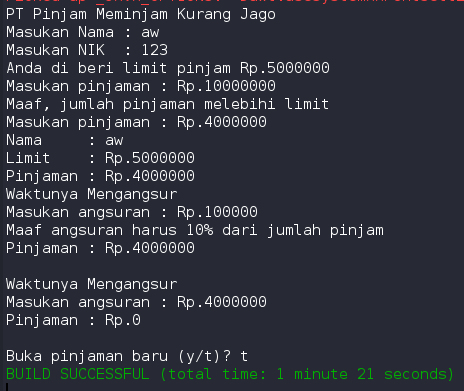 PT Pinjam Meminjam Kurang Jago
Masukan Nama : aw
Masukan NIK  : 123
Anda di beri limit pinjam Rp.5000000
Masukan pinjaman : Rp.10000000
Maaf, jumlah pinjaman melebihi limit
Masukan pinjaman : Rp.4000000
Nama     : aw
Limit    : Rp.5000000
Pinjaman : Rp.4000000
Waktunya Mengangsur
Masukan angsuran : Rp.100000
Maaf angsuran harus 10% dari jumlah pinjam
Pinjaman : Rp.4000000

Waktunya Mengangsur
Masukan angsuran : Rp.4000000
Pinjaman : Rp.0

Buka pinjaman baru (y/t)? t
BUILD SUCCESSFUL (total time: 1 minute 21 seconds)